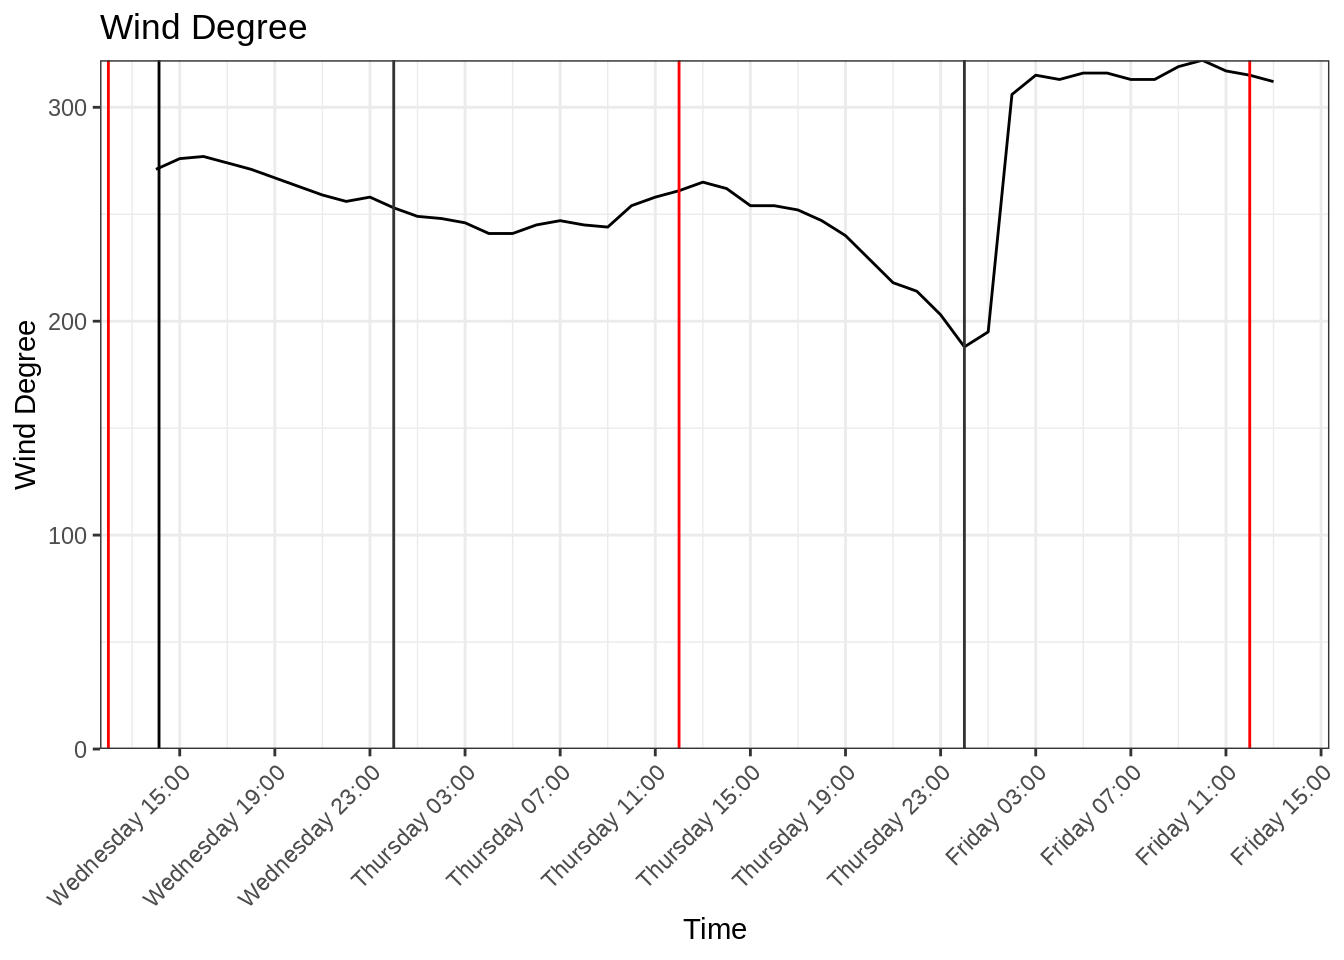 Wind Degree
Wind Degree
300
200
100
0
Wednesday 15:00
Wednesday 19:00
Wednesday 23:00
Thursday 03:00
Thursday 07:00
Thursday 11:00
Thursday 15:00
Thursday 19:00
Thursday 23:00
Friday 03:00
Friday 07:00
Friday 11:00
Friday 15:00
Time